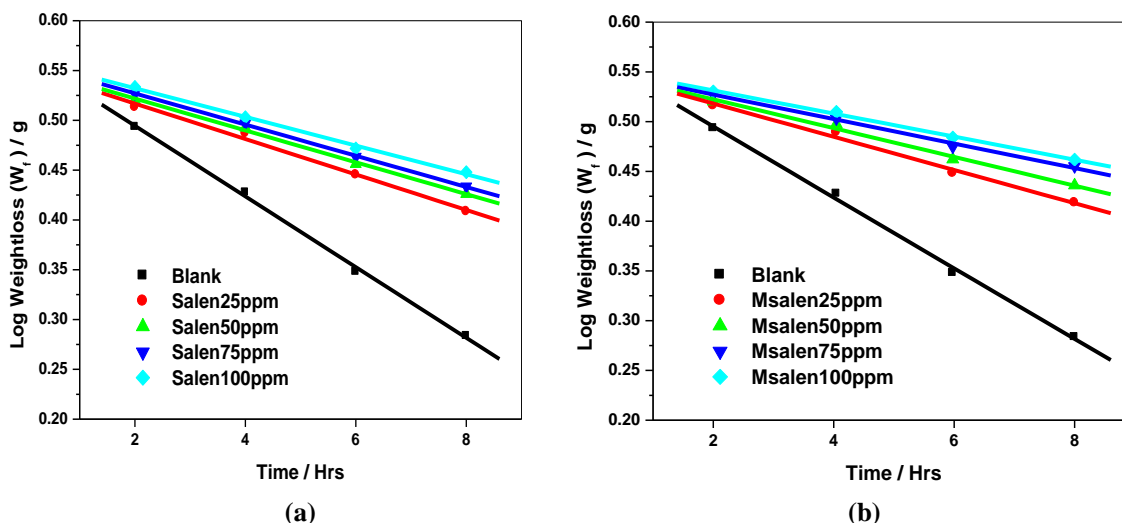 0.60
0.55
0.50
0.45
0.40
0.35
0.30
0.25
0.20
Log Weightloss (Wf ) / g
Blank
Salen25ppm
Salen50ppm
Salen75ppm
Salen100ppm
2 4 6 8
Time / Hrs
(a)
0.60
0.55
0.50
0.45
0.40
0.35
0.30
0.25
0.20
Log Weightloss (Wf ) / g
Blank
Msalen25ppm
Msalen50ppm
Msalen75ppm
Msalen100ppm
2 4 6 8
Time / Hrs
(b)